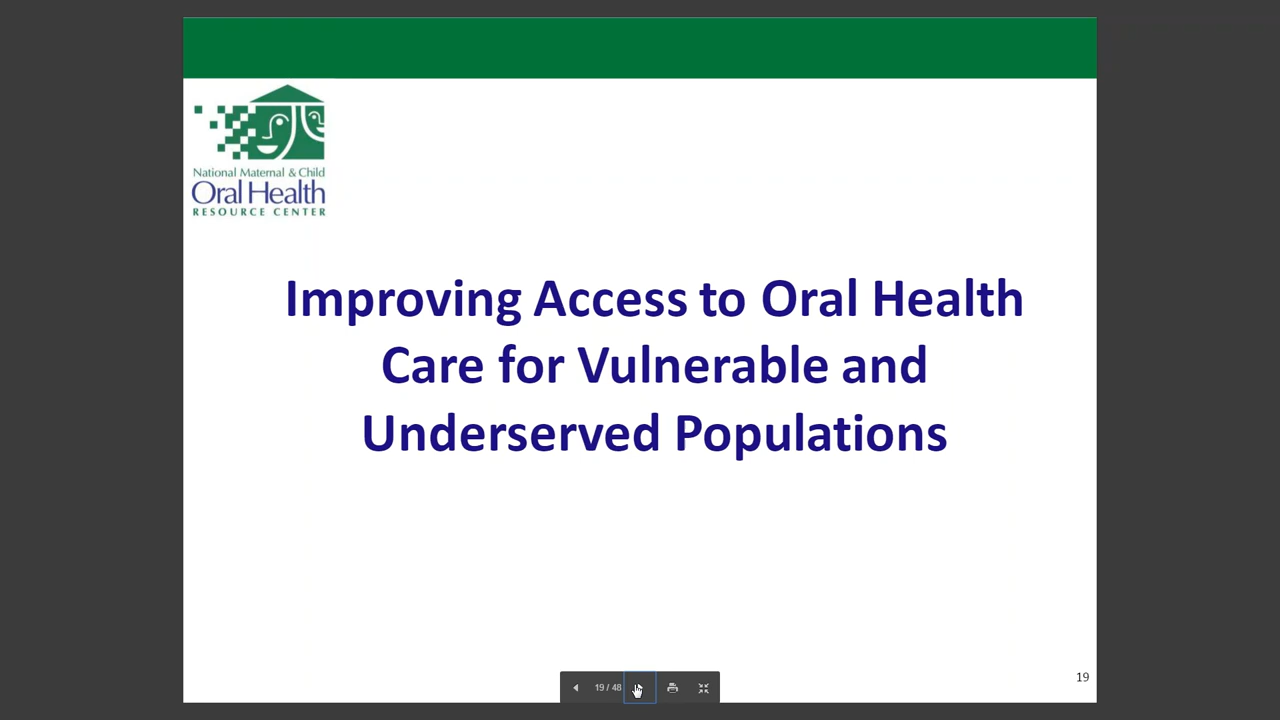 National Maternal & Child
Oral Health
RESOURCE CENTER
Improving Access to Oral Health
Care for Vulnerable and
Underserved Populations
19
19 / 48